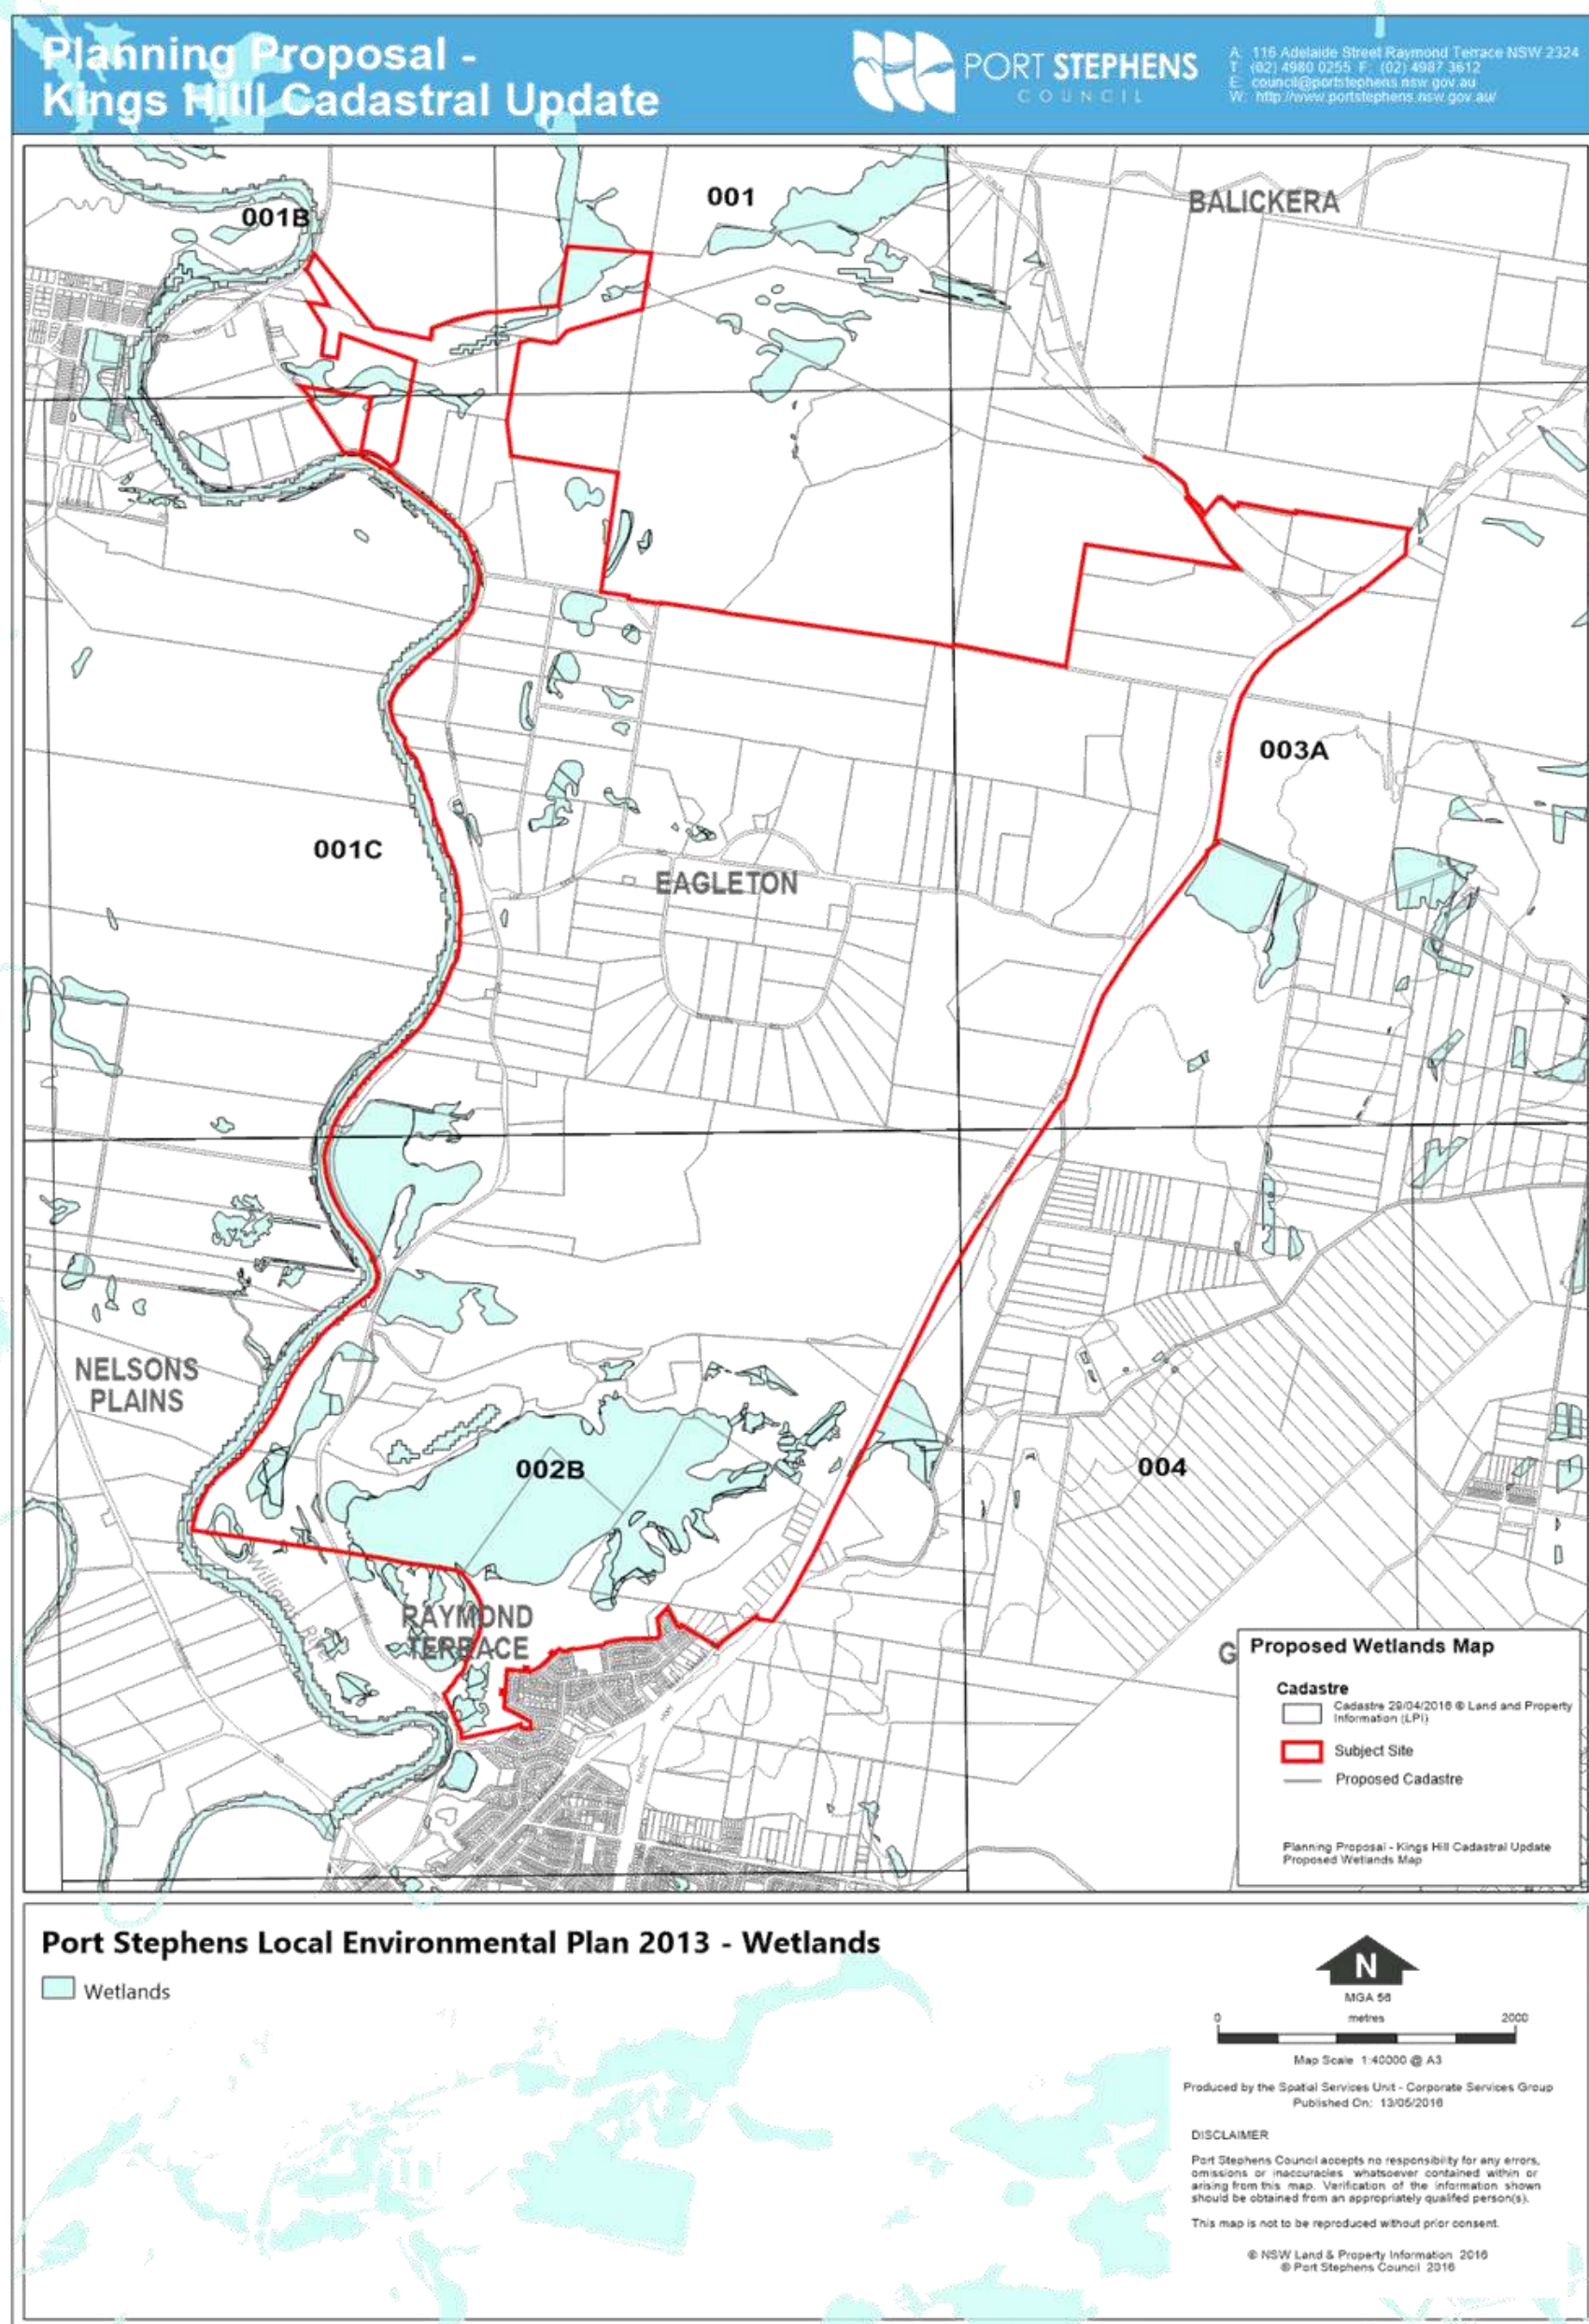 Planning Proposal -
Kings Hilll Cadastral Update
PORT STEPHENS
COUNCIL
A: 116 Adelaide Street Raymond Terrace NSW 2324
T: (02) 4980 0255 F: (02) 4987 3612
E: council@portstephens.nsw.gov.au
W: http://www.portstephens.nsw.gov.au/
001B
001
BALICKERA
003A
001C
EAGLETON
NELSONS
PLAINS
002B
004
Williams River
RAYMOND
TERRACE
PACIFIC HWY
G
Proposed Wetlands Map
Cadastre
Cadastre 29/04/2016 © Land and Property
Information (LPI)
Subject Site
Proposed Cadastre
Planning Proposal - Kings Hill Cadastral Update
Proposed Wetlands Map
Port Stephens Local Environmental Plan 2013 - Wetlands
Wetlands
N
MGA 56
0 metres 2000
Map Scale 1:40000 @ A3
Produced by the Spatial Services Unit - Corporate Services Group
Published On: 13/05/2016
DISCLAIMER
Port Stephens Council accepts no responsibility for any errors,
omissions or inaccuracies whatsoever contained within or
arising from this map. Verification of the information shown
should be obtained from an appropriately qualifed person(s).
This map is not to be reproduced without prior consent.
© NSW Land & Property Information 2016
© Port Stephens Council 2016